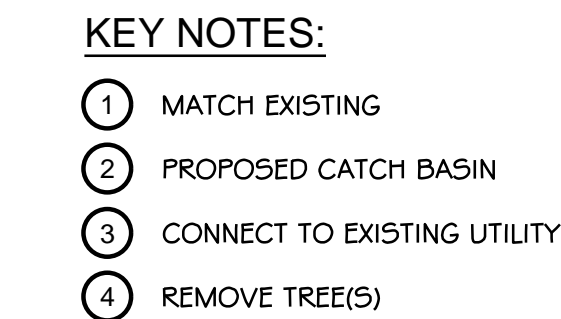 KEY NOTES:
1 MATCH EXISTING
2 PROPOSED CATCH BASIN
3 CONNECT TO EXISTING UTILITY
4 REMOVE TREE(S)